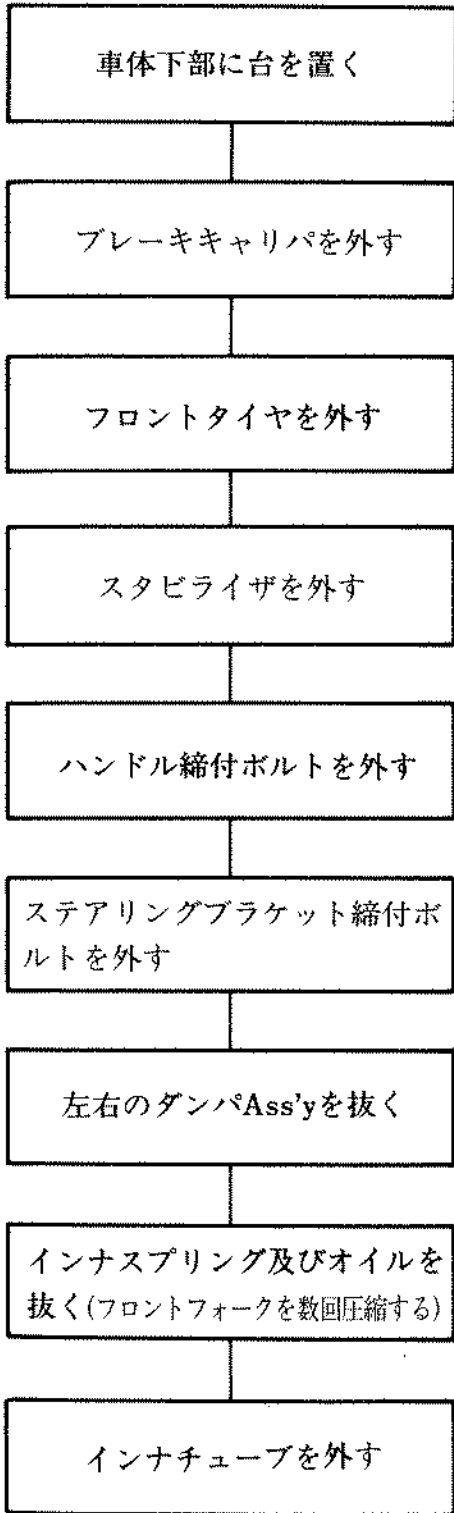 車体下部に台を置く
ブレーキキャリパを外す
フロントタイヤを外す
スタビライザを外す
ハンドル締付ボルトを外す
ステアリングブラケット締付ボ
ルトを外す
左右のダンパAss'yを抜く
インナスプリング及びオイルを
抜く(フロントフォークを数回圧縮する)
インナチューブを外す